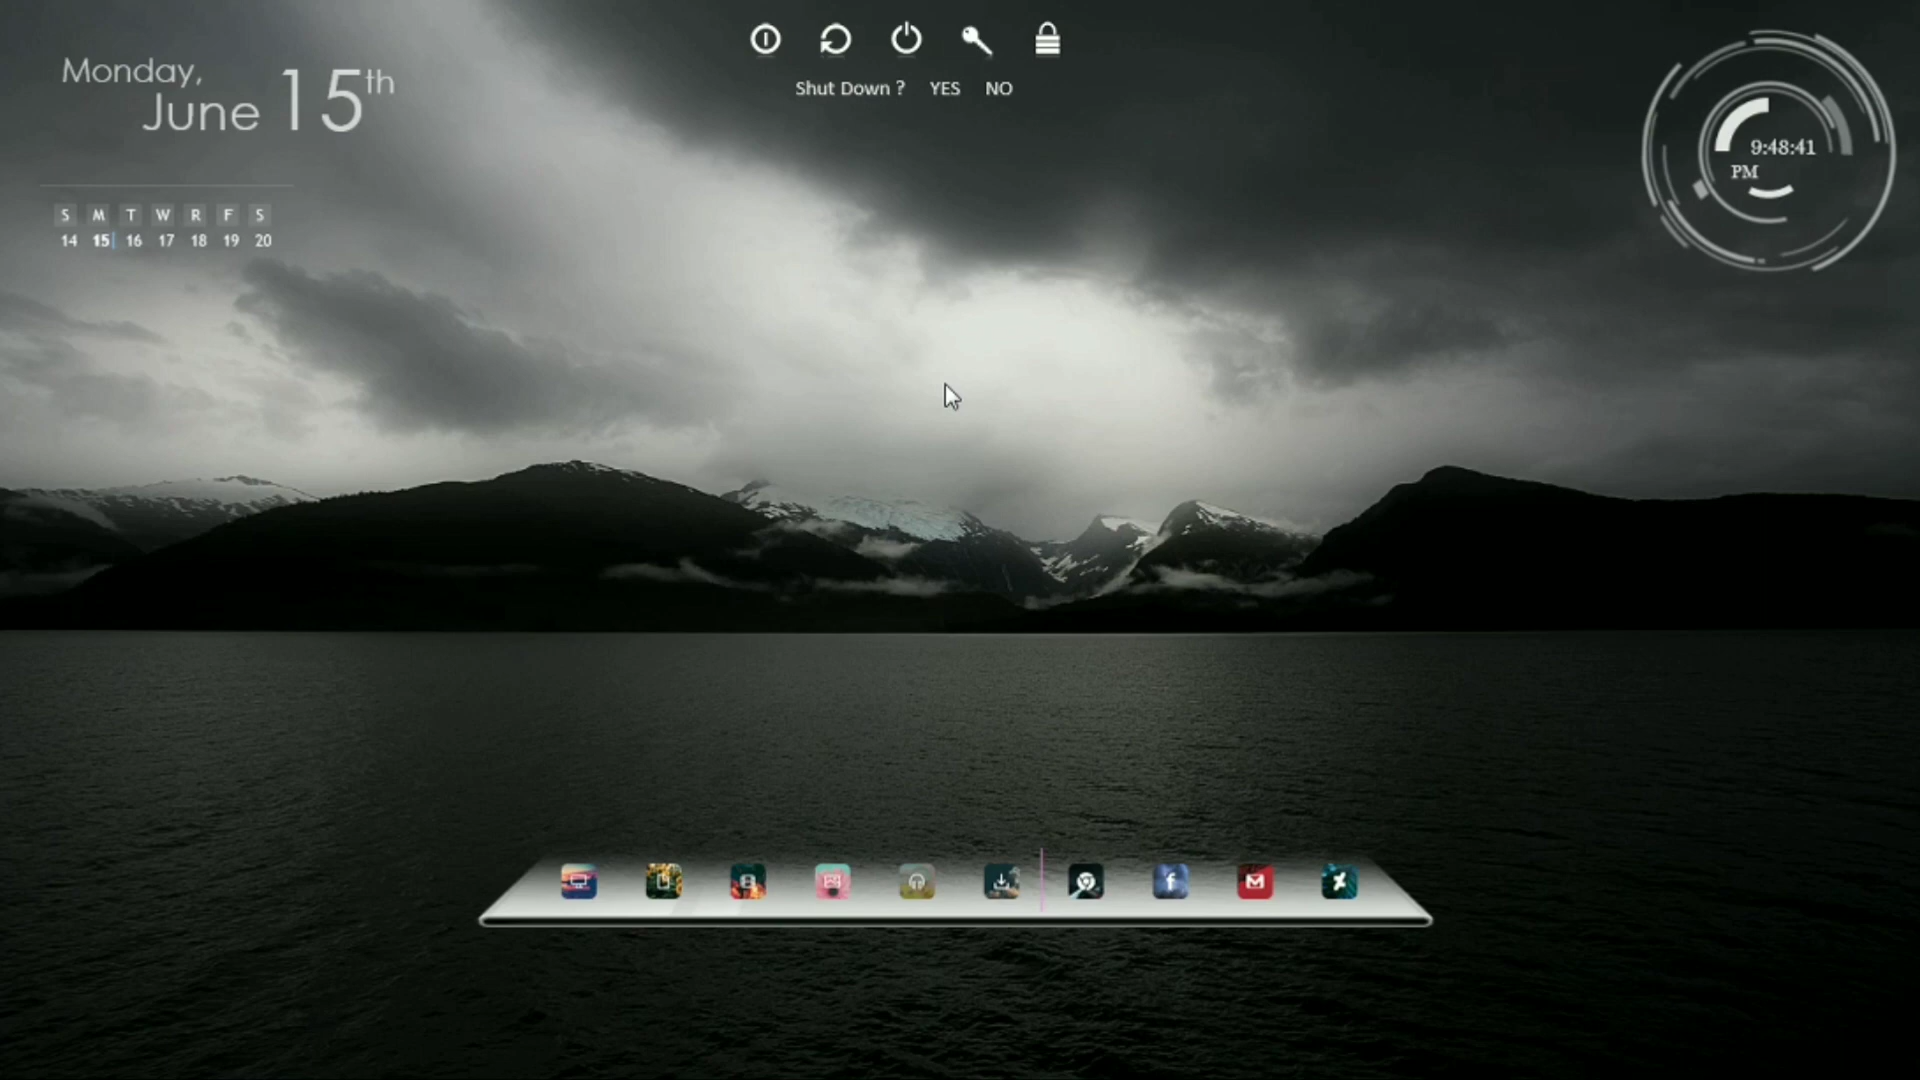 Monday,
June 15th
S M T W R F S
14 15 16 17 18 19 20
Shut Down ? YES NO
9:48:41
PM